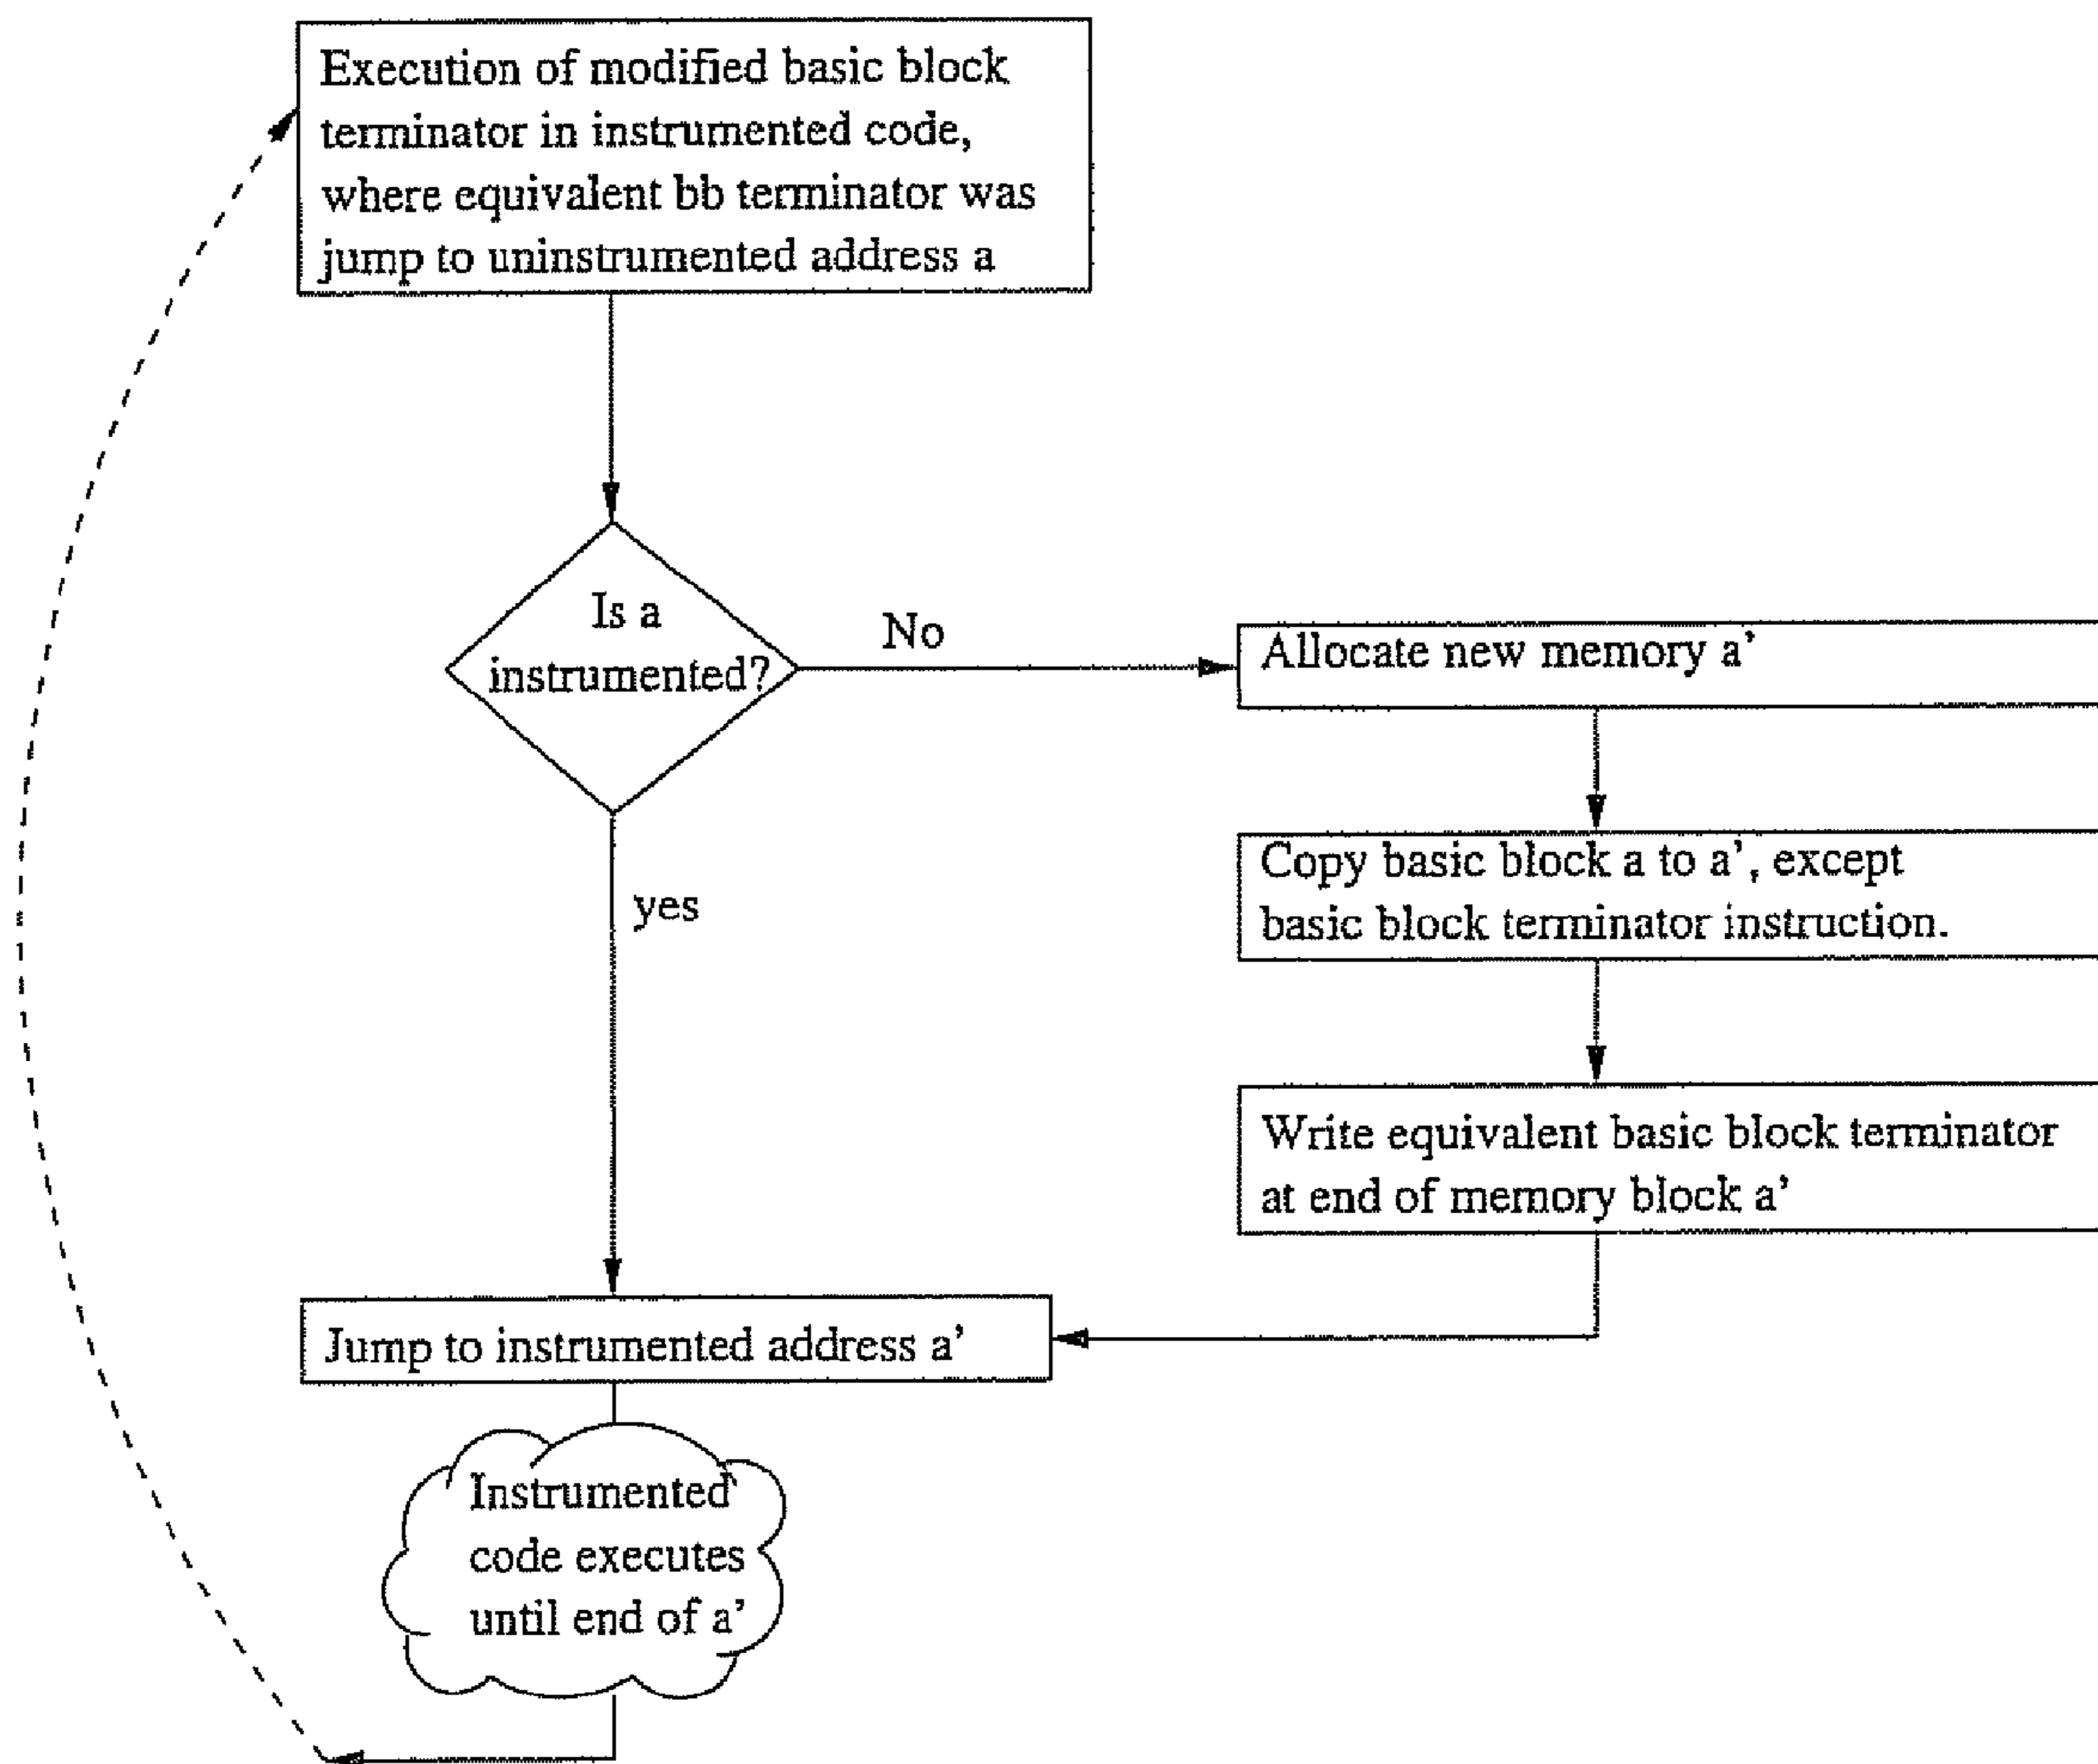 Execution of modified basic block
terminator in instrumented code,
where equivalent bb terminator was
jump to uninstrumented address a
Is a
instrumented?
No
Allocate new memory a’
Copy basic block a to a’, except
basic block terminator instruction.
yes
Write equivalent basic block terminator
at end of memory block a’
Jump to instrumented address a’
Instrumented
code executes
until end of a’